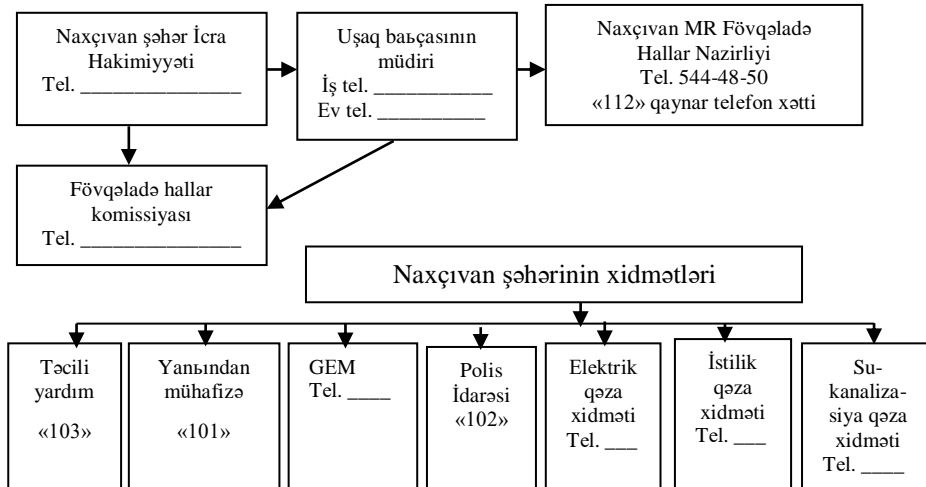 Naxçıvan şəhər İcra
Hakimiyyəti
Tel. _______________
Uşaq baьçasının
müdiri
İş tel. ___________
Ev tel. __________
Naxçıvan MR Fövqəladə
Hallar Nazirliyi
Tel. 544-48-50
«112» qaynar telefon xətti
Fövqəladə hallar
komissiyası
Tel. _______________
Naxçıvan şəhərinin xidmətləri
Təcili
yardım
«103»
Yanьından
mühafizə
«101»
GEM
Tel. ____
Polis
İdarəsi
«102»
Elektrik
qəza
xidməti
Tel. ___
İstilik
qəza
xidməti
Tel. ___
Su-
kanaliza-
siya qəza
xidməti
Tel. ____